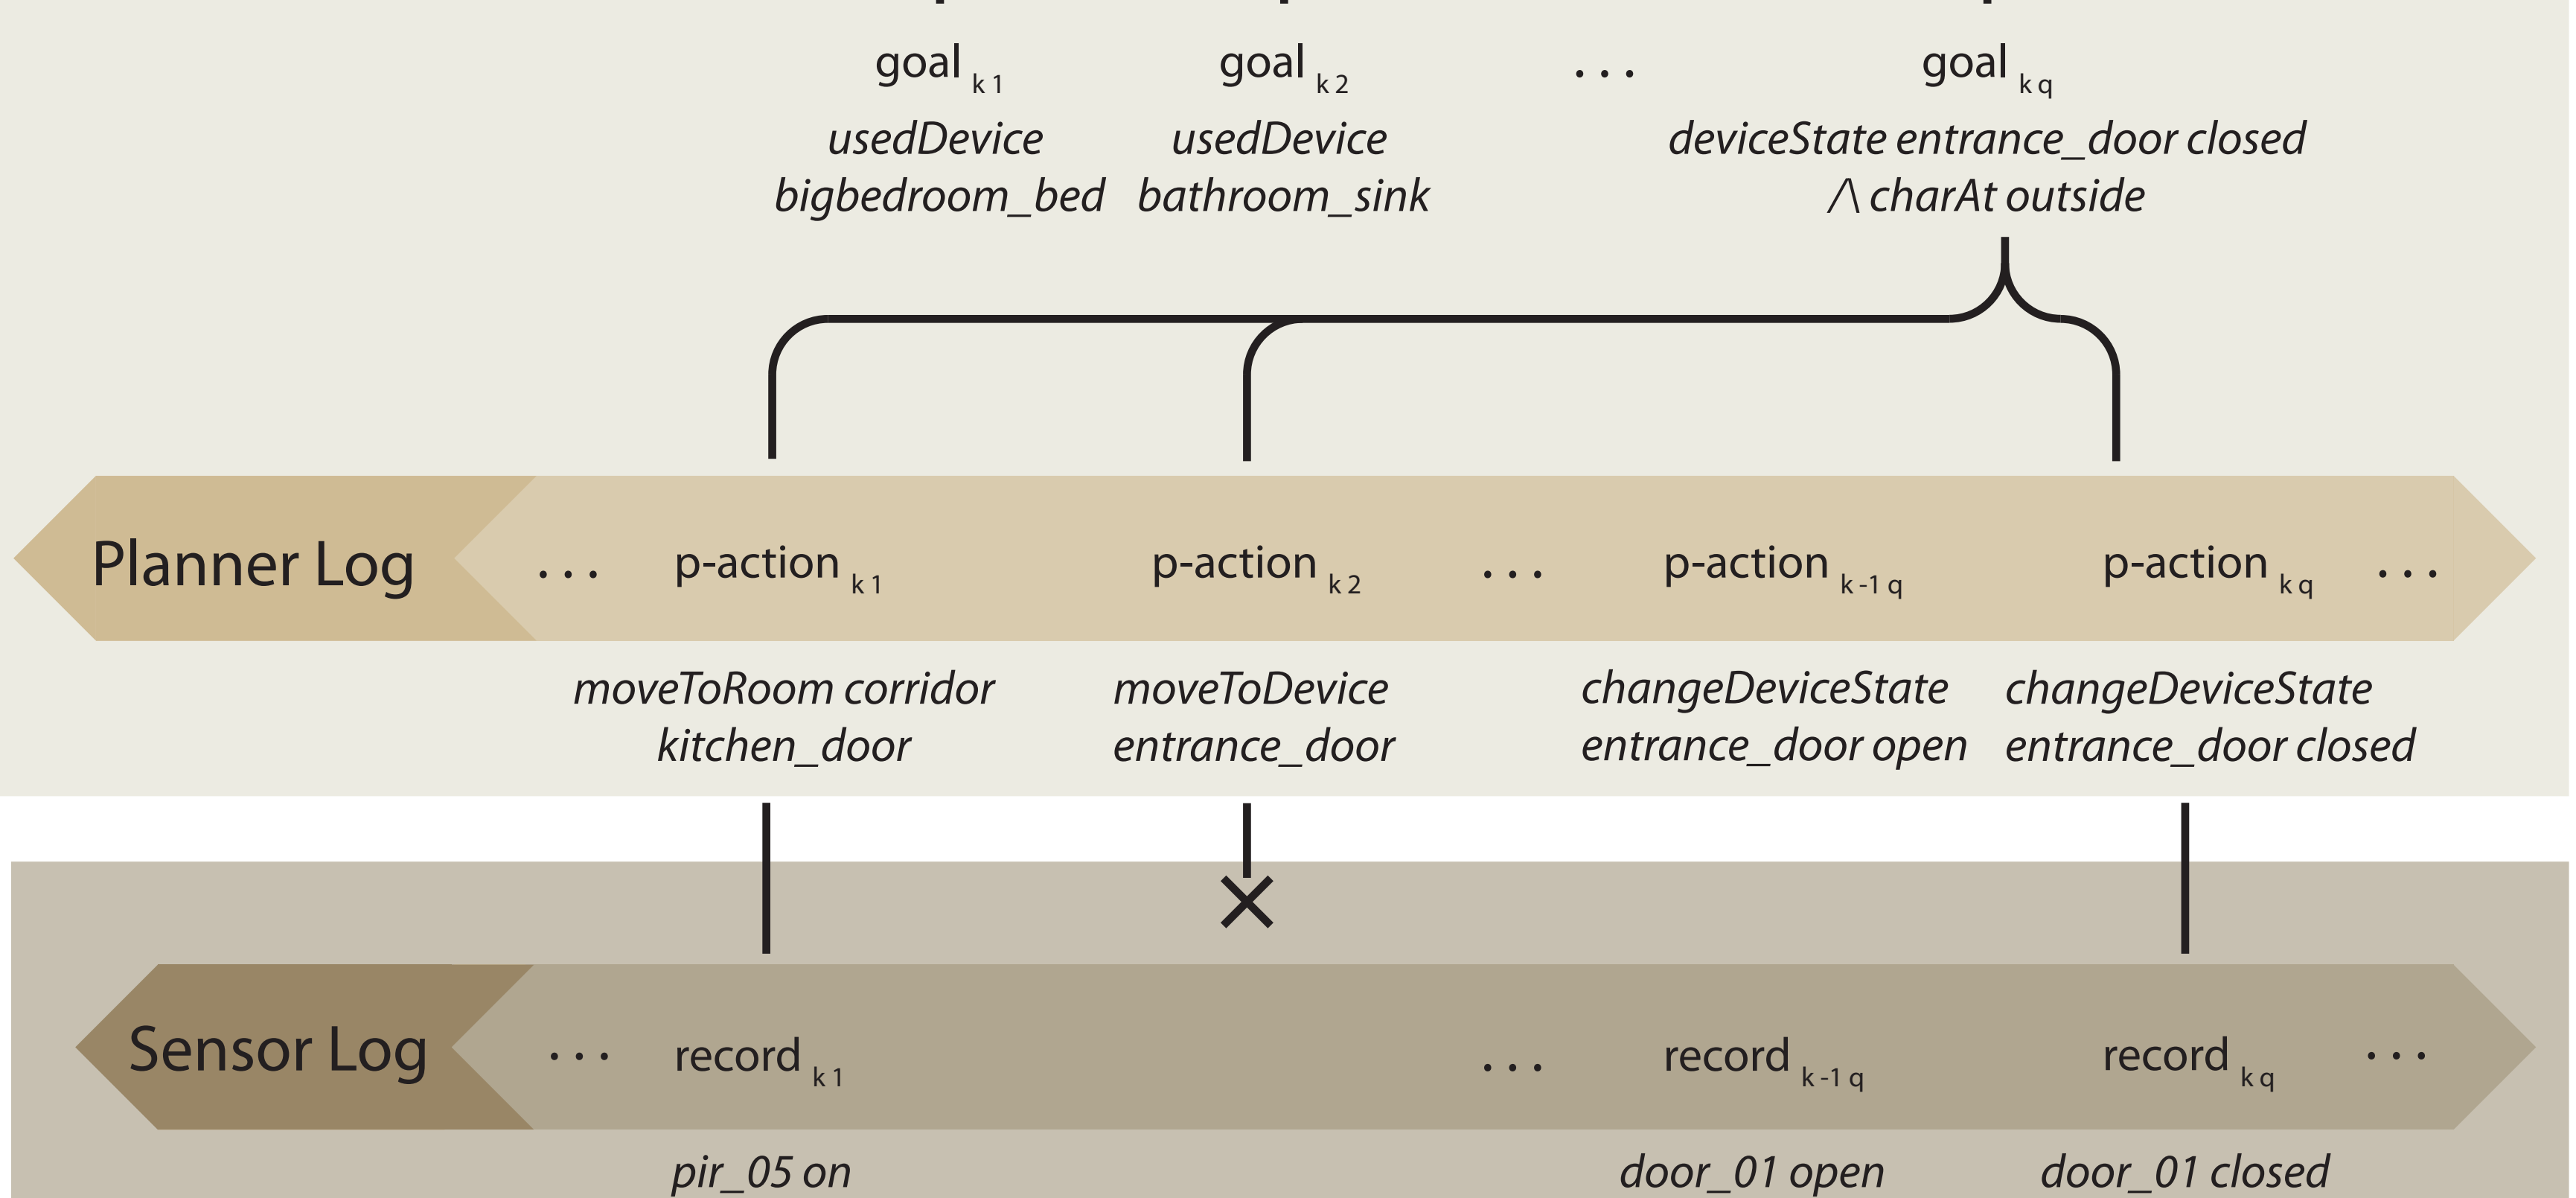 goal k 1
goal k 2
...
goal k q
usedDevice
bigbedroom_bed
usedDevice
bathroom_sink
deviceState entrance_door closed
/\ charAt outside
Planner Log
...
p-action k 1
p-action k 2
...
p-action k -1 q
p-action k q
...
moveToRoom corridor
kitchen_door
moveToDevice
entrance_door
changeDeviceState
entrance_door open
changeDeviceState
entrance_door closed
Sensor Log
...
record k 1
...
record k -1 q
record k q
...
pir_05 on
door_01 open
door_01 closed